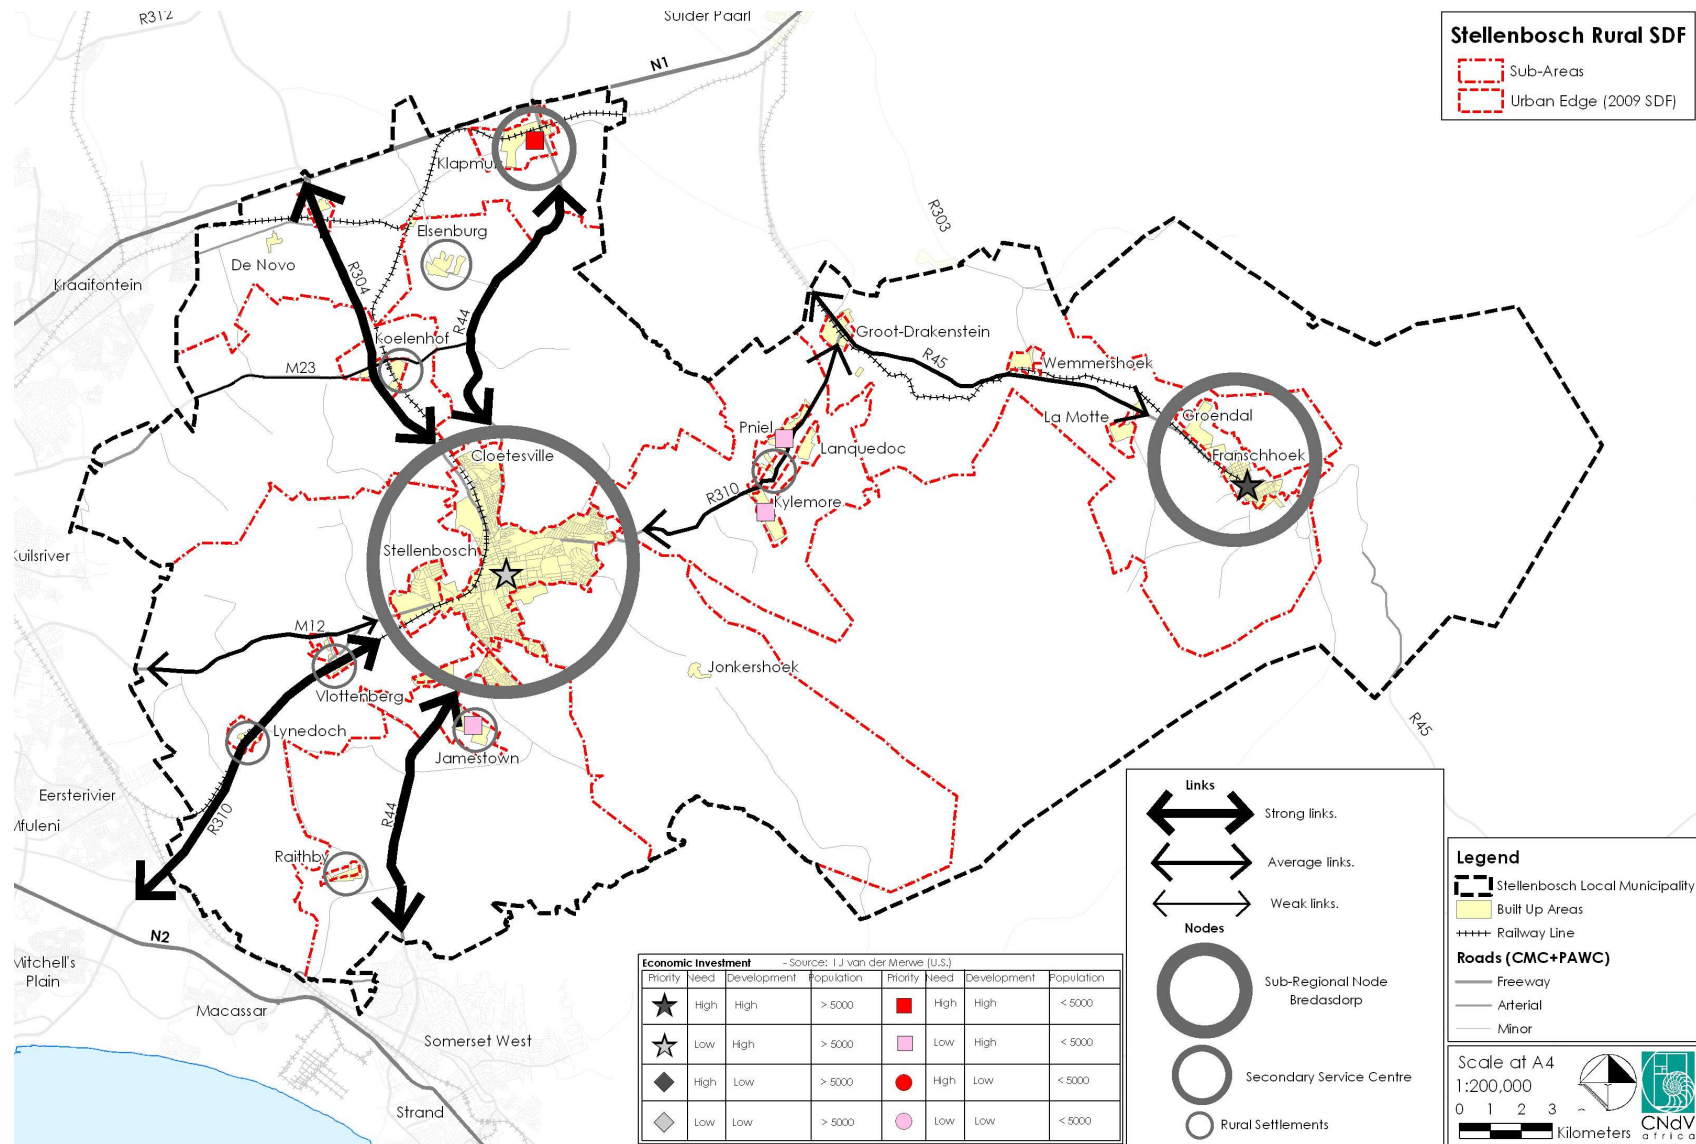 R312
Suider Paarl
N1
Stellenbosch Rural SDF
Sub-Areas
Urban Edge (2009 SDF)
Klapmuts
R303
Elsenburg
De Novo
Kraaifontein
R304
R44
Koelenhof
M23
Groot-Drakenstein
R45
Wemmershoek
La Motte
Groendal
Pniel
Lanquedoc
Franschhoek
Cloetesville
R310
Kylemore
Stellenbosch
Kuilsriver
M12
Jonkershoek
Vlottenberg
Lynedoch
Jamestown
R45
Eersterivier
Mfuleni
R310
R44
Raithby
N2
Mitchell's
Plain
Macassar
Somerset West
Strand
Links
Strong links.
Average links.
Weak links.
Nodes
Sub-Regional Node
Bredasdorp
Secondary Service Centre
Rural Settlements
Legend
Stellenbosch Local Municipality
Built Up Areas
Railway Line
Roads (CMC+PAWC)
Freeway
Arterial
Minor
Economic Investment - Source: I J van der Merwe (U.S.)
Priority Need Development Population Priority Need Development Population
High High > 5000 High High < 5000
Low High > 5000 Low High < 5000
High Low > 5000 High Low < 5000
Low Low > 5000 Low Low < 5000
Scale at A4
1:200,000
0 1 2 3
Kilometers
CNdV
africa